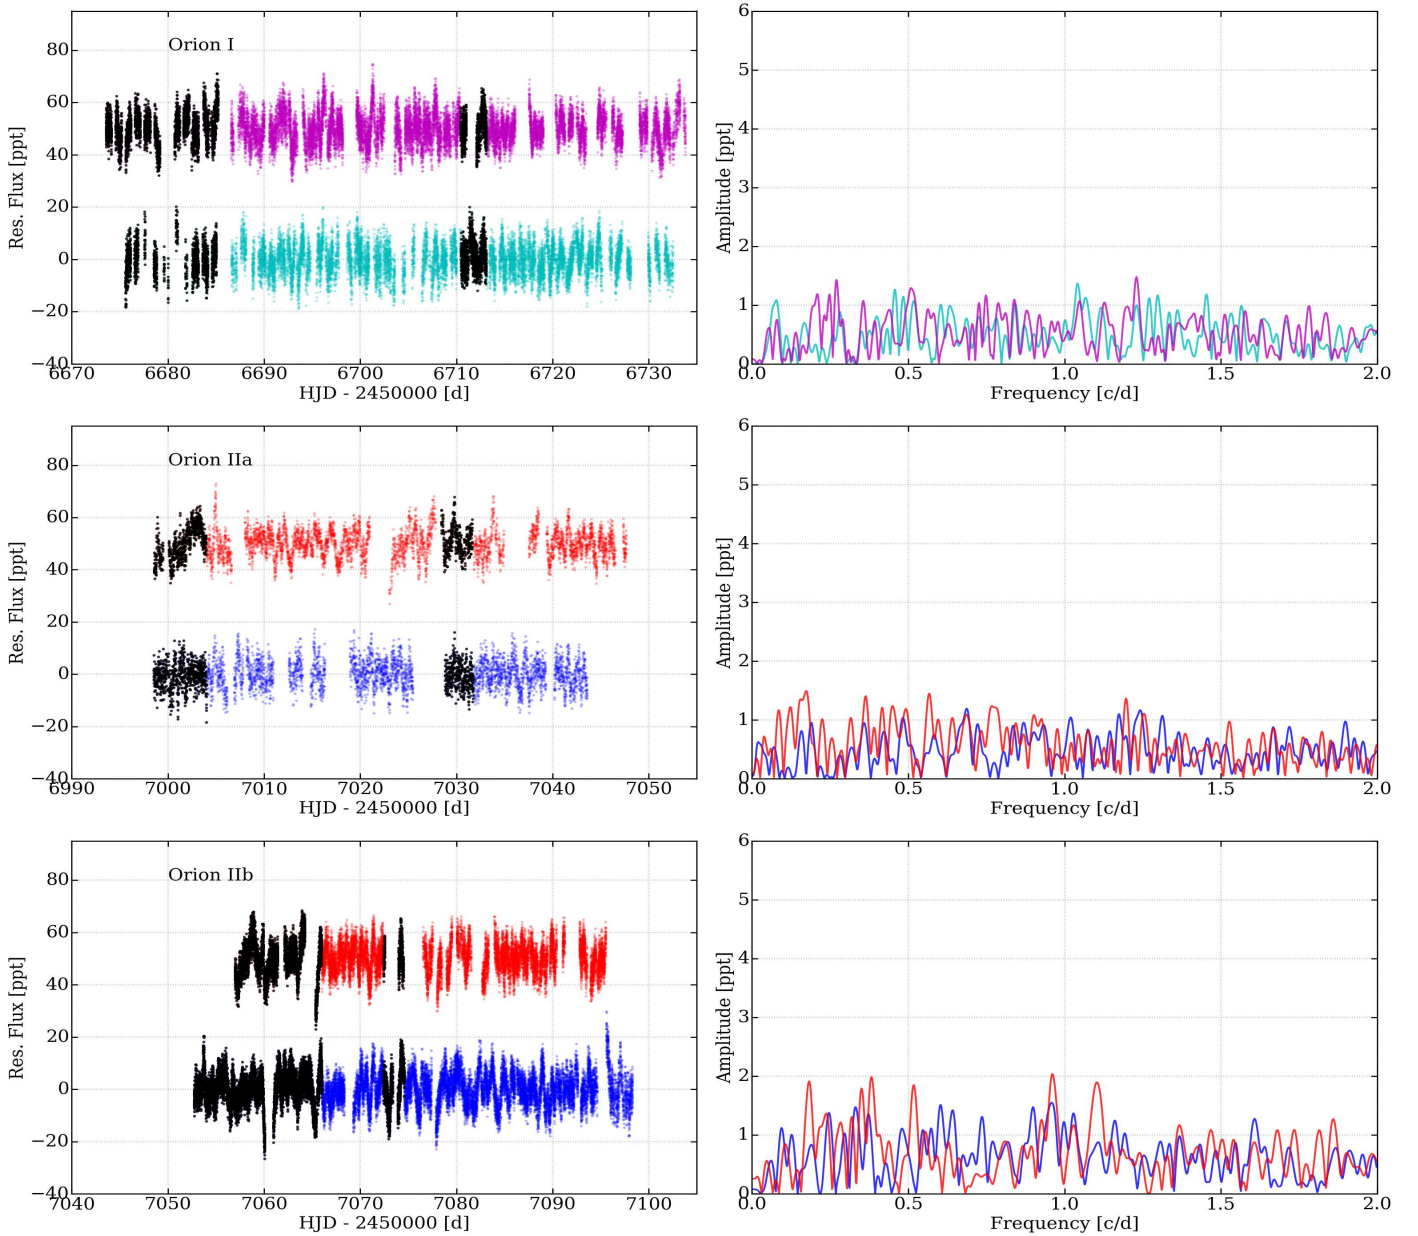 Orion I
Res. Flux [ppt]
80
60
40
20
0
−20
−40
6670 6680 6690 6700 6710 6720 6730
HJD - 2450000 [d]
Amplitude [ppt]
6
5
4
3
2
1
0
0.0 0.5 1.0 1.5 2.0
Frequency [c/d]
Orion IIa
Res. Flux [ppt]
80
60
40
20
0
−20
−40
6990 7000 7010 7020 7030 7040 7050
HJD - 2450000 [d]
Amplitude [ppt]
6
5
4
3
2
1
0
0.0 0.5 1.0 1.5 2.0
Frequency [c/d]
Orion IIb
Res. Flux [ppt]
80
60
40
20
0
−20
−40
7040 7050 7060 7070 7080 7090 7100
HJD - 2450000 [d]
Amplitude [ppt]
6
5
4
3
2
1
0
0.0 0.5 1.0 1.5 2.0
Frequency [c/d]